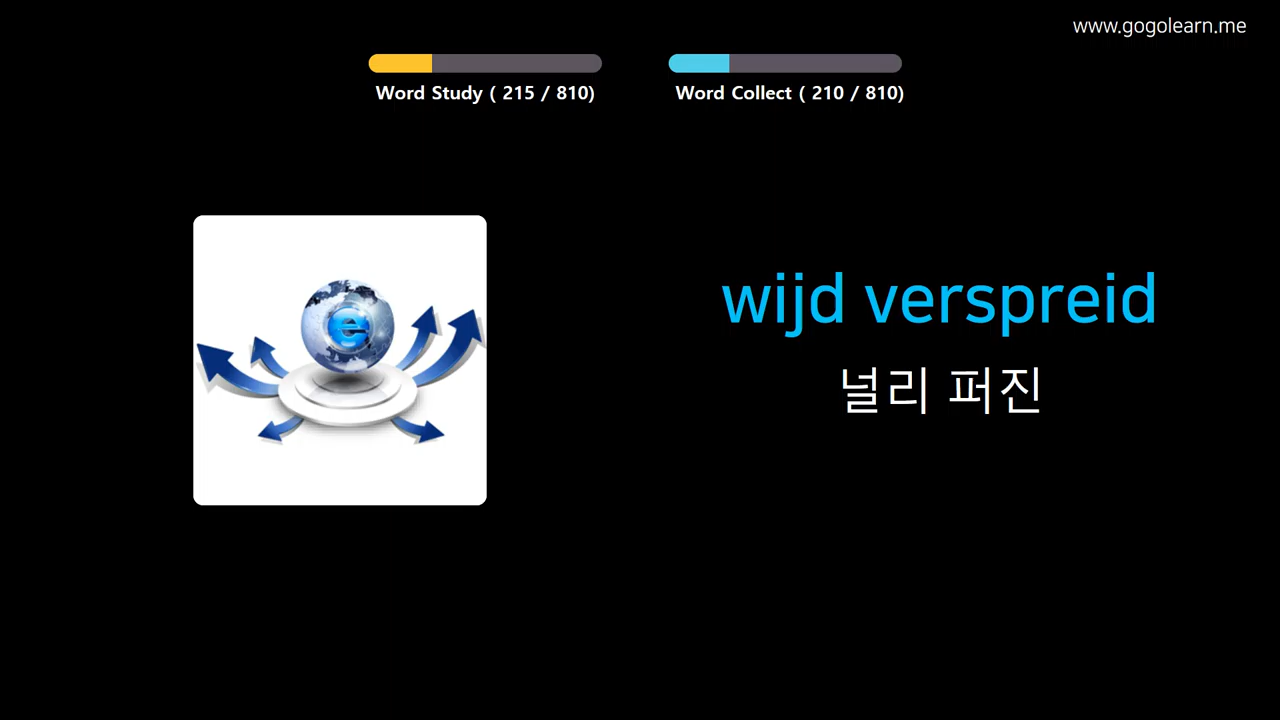 www.gogolearn.me
Word Study ( 215 / 810)
Word Collect ( 210 / 810)
e
wijd verspreid
널리 퍼진